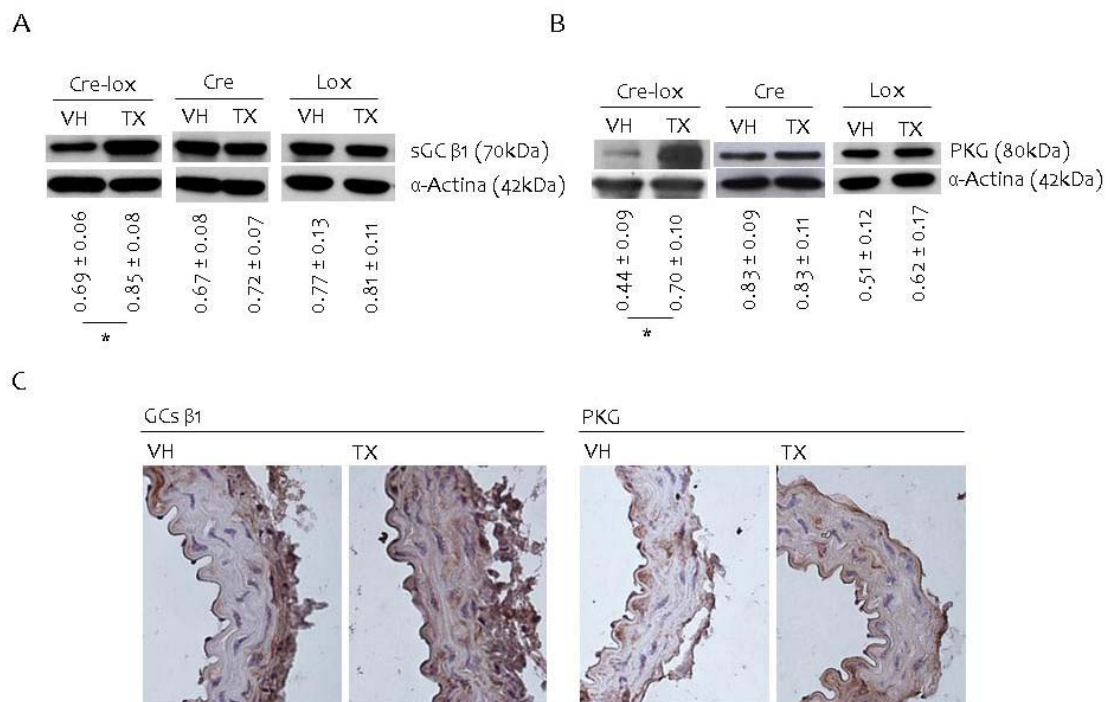 A
Cre-lox Cre Lox
VH TX VH TX VH TX
sGC β1 (70kDa)
α-Actina (42kDa)
0.69 ± 0.06
0.85 ± 0.08
0.67 ± 0.08
0.72 ± 0.07
0.77 ± 0.13
0.81 ± 0.11
*
B
Cre-lox Cre Lox
VH TX VH TX VH TX
PKG (80kDa)
α-Actina (42kDa)
0.44 ± 0.09
0.70 ± 0.10
0.83 ± 0.09
0.83 ± 0.11
0.51 ± 0.12
0.62 ± 0.17
*
C
GCs β1 PKG
VH TX VH TX